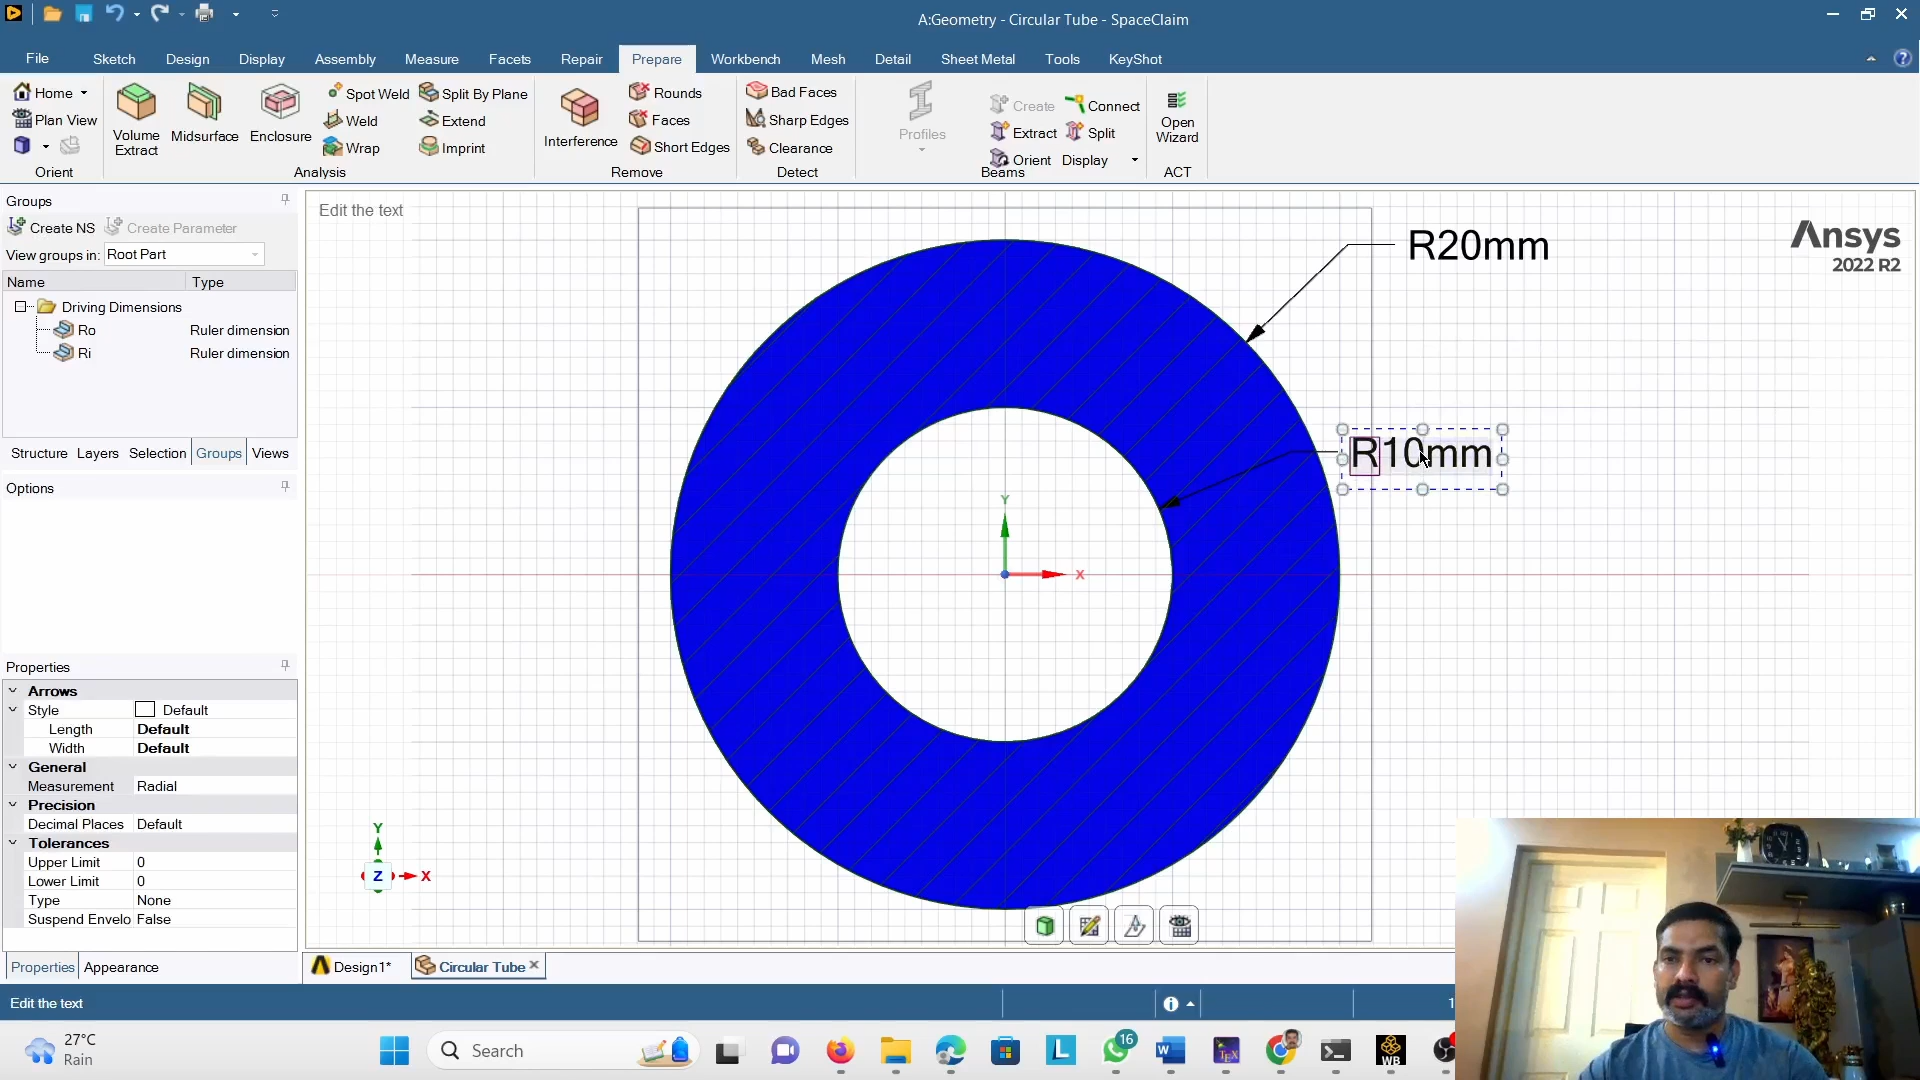 A:Geometry - Circular Tube - SpaceClaim
File Sketch Design Display Assembly Measure Facets Repair Prepare Workbench Mesh Detail Sheet Metal Tools KeyShot
Home
Plan View
Orient
Volume Extract
Midsurface
Enclosure
Spot Weld
Weld
Wrap
Split By Plane
Extend
Imprint
Analysis
Interference
Rounds
Faces
Short Edges
Remove
Bad Faces
Sharp Edges
Clearance
Detect
Profiles
Create
Extract
Orient
Connect
Split
Display
Beams
Open Wizard
ACT
Groups
Create NS Create Parameter
View groups in: Root Part
Name Type
Driving Dimensions
Ro Ruler dimension
Ri Ruler dimension
Structure Layers Selection Groups Views
Options
Properties
Arrows
Style Default
Length Default
Width Default
General
Measurement Radial
Precision
Decimal Places Default
Tolerances
Upper Limit 0
Lower Limit 0
Type None
Suspend Envelo False
Properties Appearance
Edit the text
R20mm
R10mm
Ansys
2022 R2
Y
X
Y
Z X
Design1*
Circular Tube
Edit the text
27°C
Rain
Search
L
16
W
TEX
WB